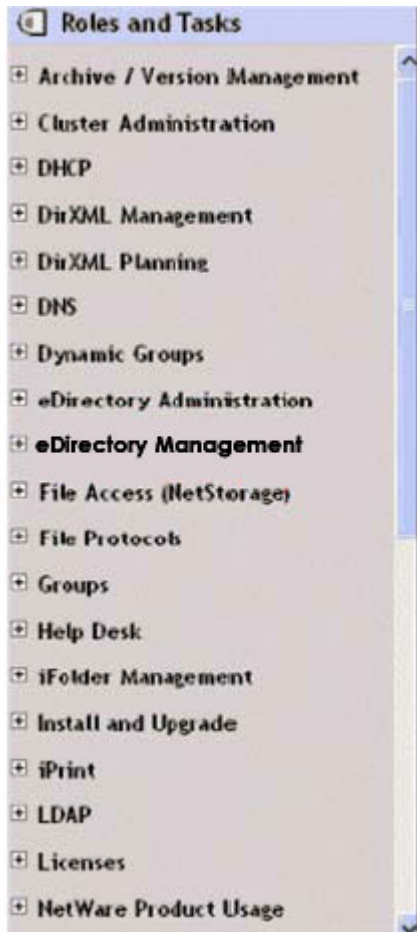 Roles and Tasks
Archive / Version Management
Cluster Administration
DHCP
DirXML Management
DirXML Planning
DNS
Dynamic Groups
eDirectory Administration
eDirectory Management
File Access (NetStorage)
File Protocols
Groups
Help Desk
iFolder Management
Install and Upgrade
iPrint
LDAP
Licenses
NetWare Product Usage